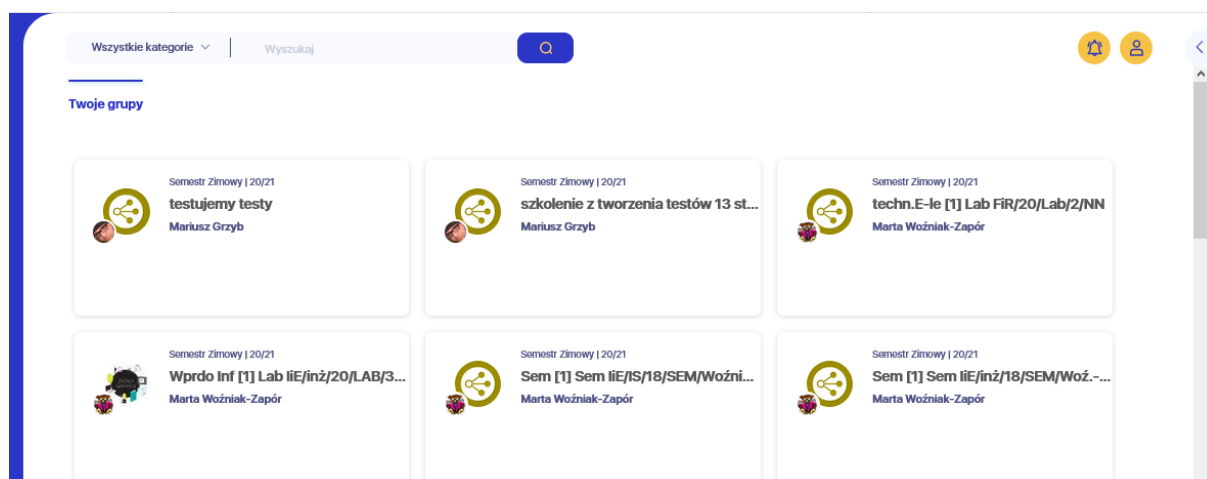 Wszystkie kategorie
Wyszukaj
Twoje grupy
Semestr Zimowy | 20/21
testujemy testy
Mariusz Grzyb
Semestr Zimowy | 20/21
szkolenie z tworzenia testów 13 st...
Mariusz Grzyb
Semestr Zimowy | 20/21
techn.E-le [1] Lab FiR/20/Lab/2/NN
Marta Woźniak-Zapór
Semestr Zimowy | 20/21
Wprdo Inf [1] Lab IiE/inż/20/LAB/3...
Marta Woźniak-Zapór
Semestr Zimowy | 20/21
Sem [1] Sem IiE/IS/18/SEM/Woźni...
Marta Woźniak-Zapór
Semestr Zimowy | 20/21
Sem [1] Sem IiE/inż/18/SEM/Woź.-...
Marta Woźniak-Zapór